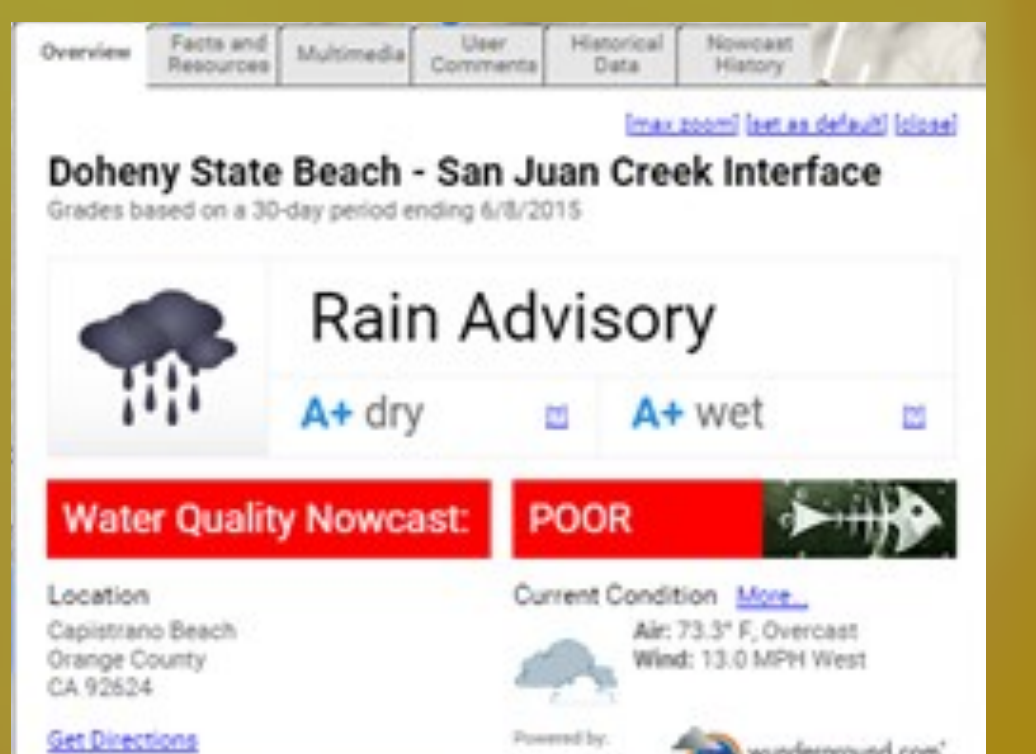 Overview
Facts and
Resources
Multimedia
User
Comments
Historical
Data
Nowcast
History
[max zoom] [set as default] [close]
Doheny State Beach - San Juan Creek Interface
Grades based on a 30-day period ending 6/8/2015
Rain Advisory
A+ dry [?] A+ wet [?]
Water Quality Nowcast: POOR
Location
Capistrano Beach
Orange County
CA 92624
Get Directions
Current Condition More...
Air: 73.3° F, Overcast
Wind: 13.0 MPH West
Powered by:
wunderground.com